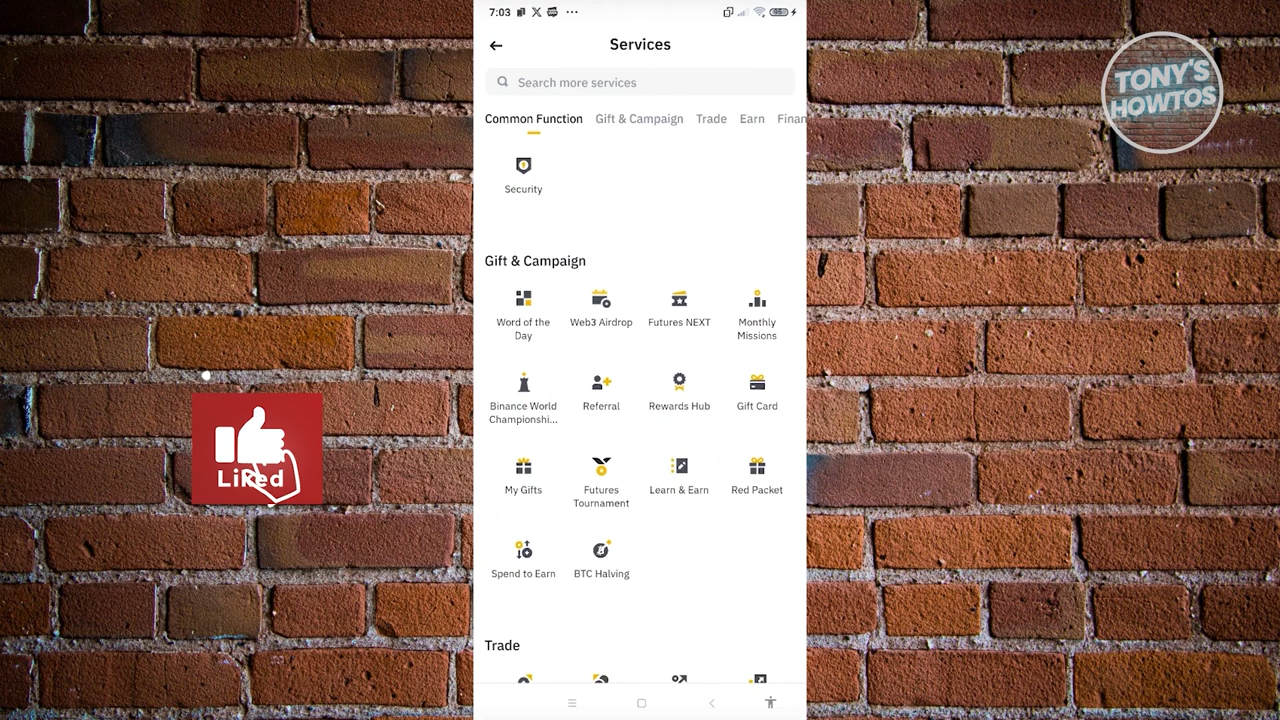 7:03
Services
TONY'S
HOWTOS
Search more services
Common Function Gift & Campaign Trade Earn Finan
Security
Gift & Campaign
Word of the
Day
Web3 Airdrop
Futures NEXT
Monthly
Missions
Binance World
Championshi...
Referral
Rewards Hub
Gift Card
Liked
My Gifts
Futures
Tournament
Learn & Earn
Red Packet
Spend to Earn
BTC Halving
Trade